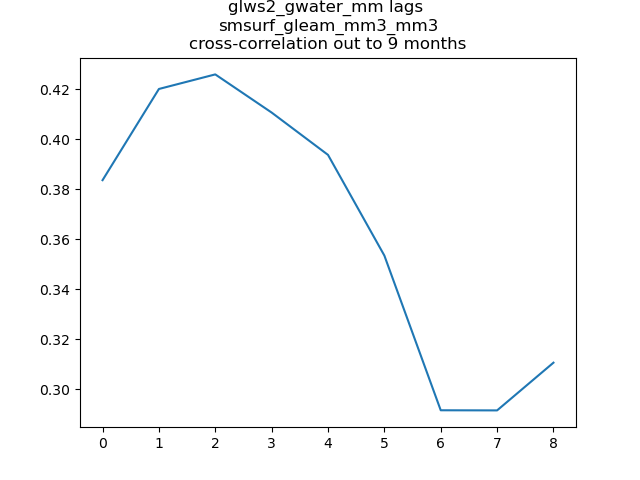 glws2_gwater_mm lags
smsurf_gleam_mm3_mm3
cross-correlation out to 9 months
0.42
0.40
0.38
0.36
0.34
0.32
0.30
0 1 2 3 4 5 6 7 8